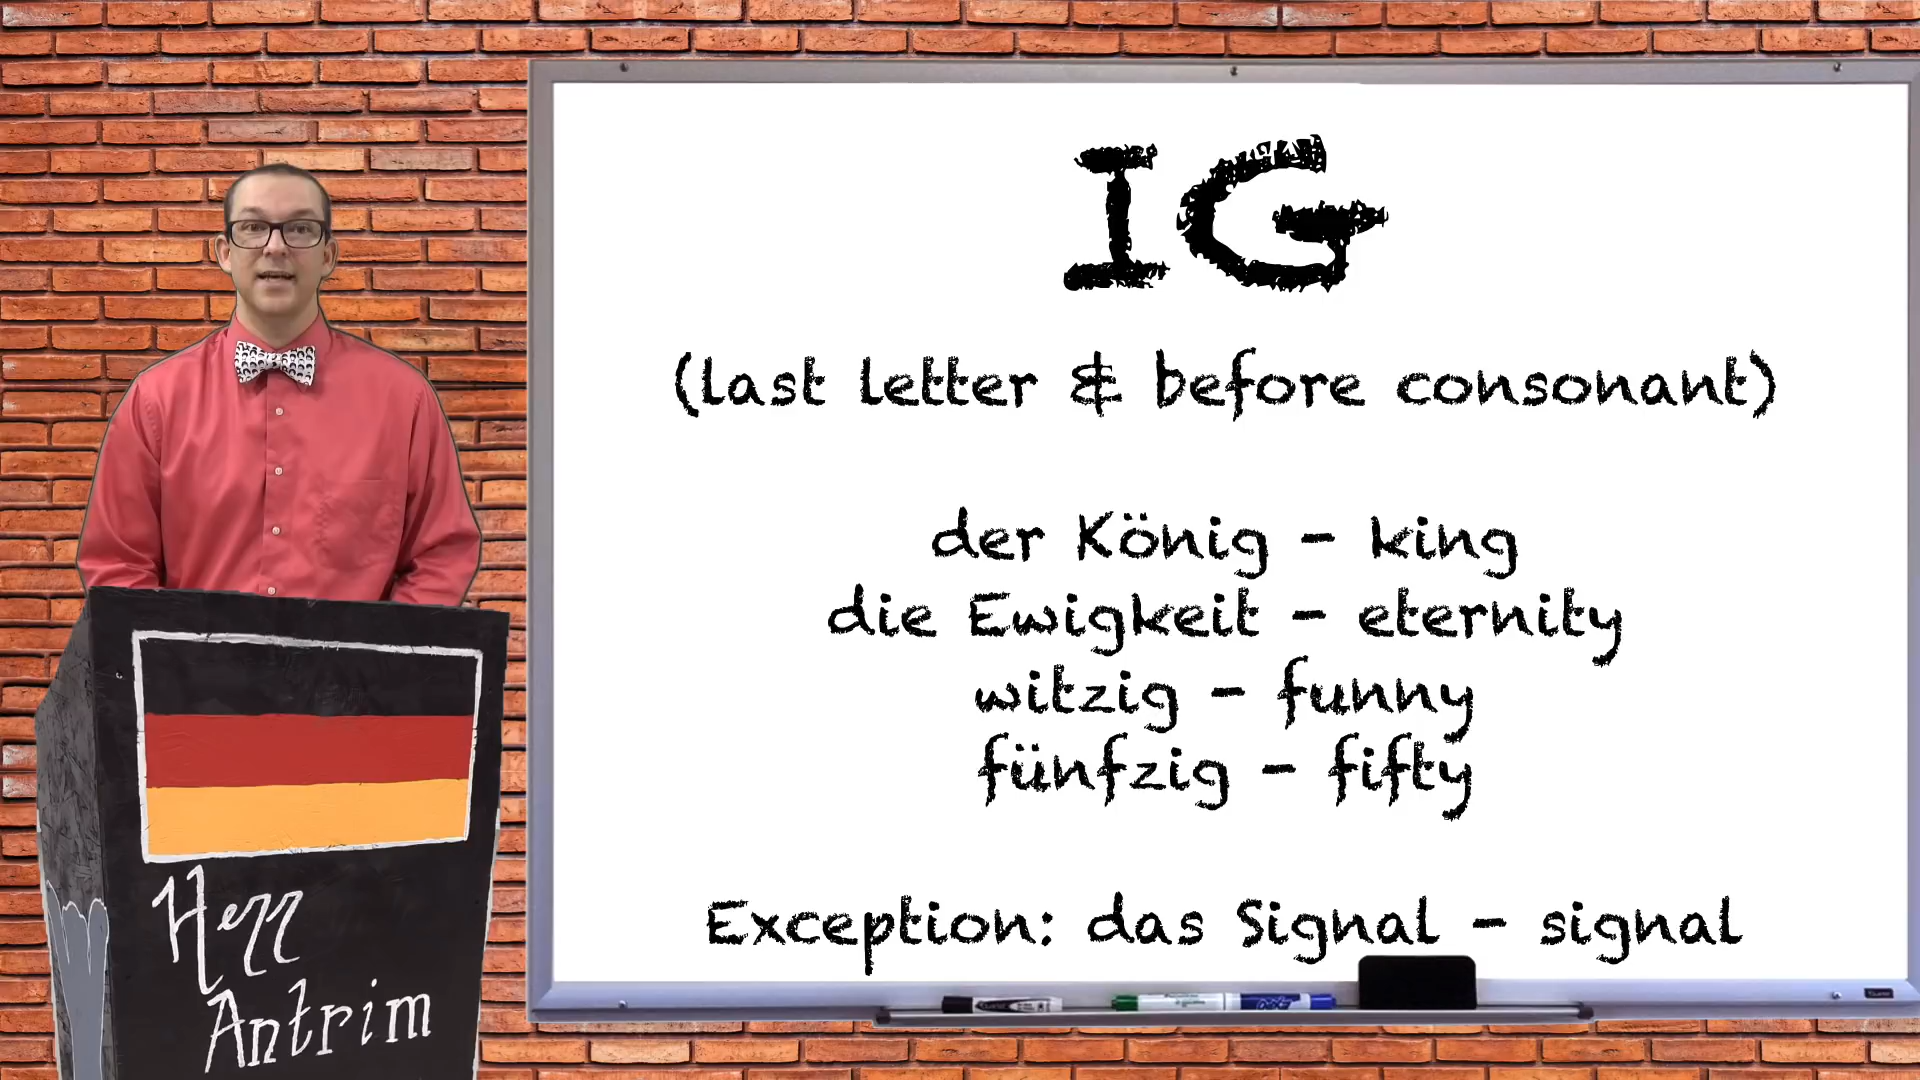 IG
(last letter & before consonant)
der König - king
die Ewigkeit - eternity
witzig - funny
fünfzig - fifty
Exception: das Signal - signal
Herr
Antrim